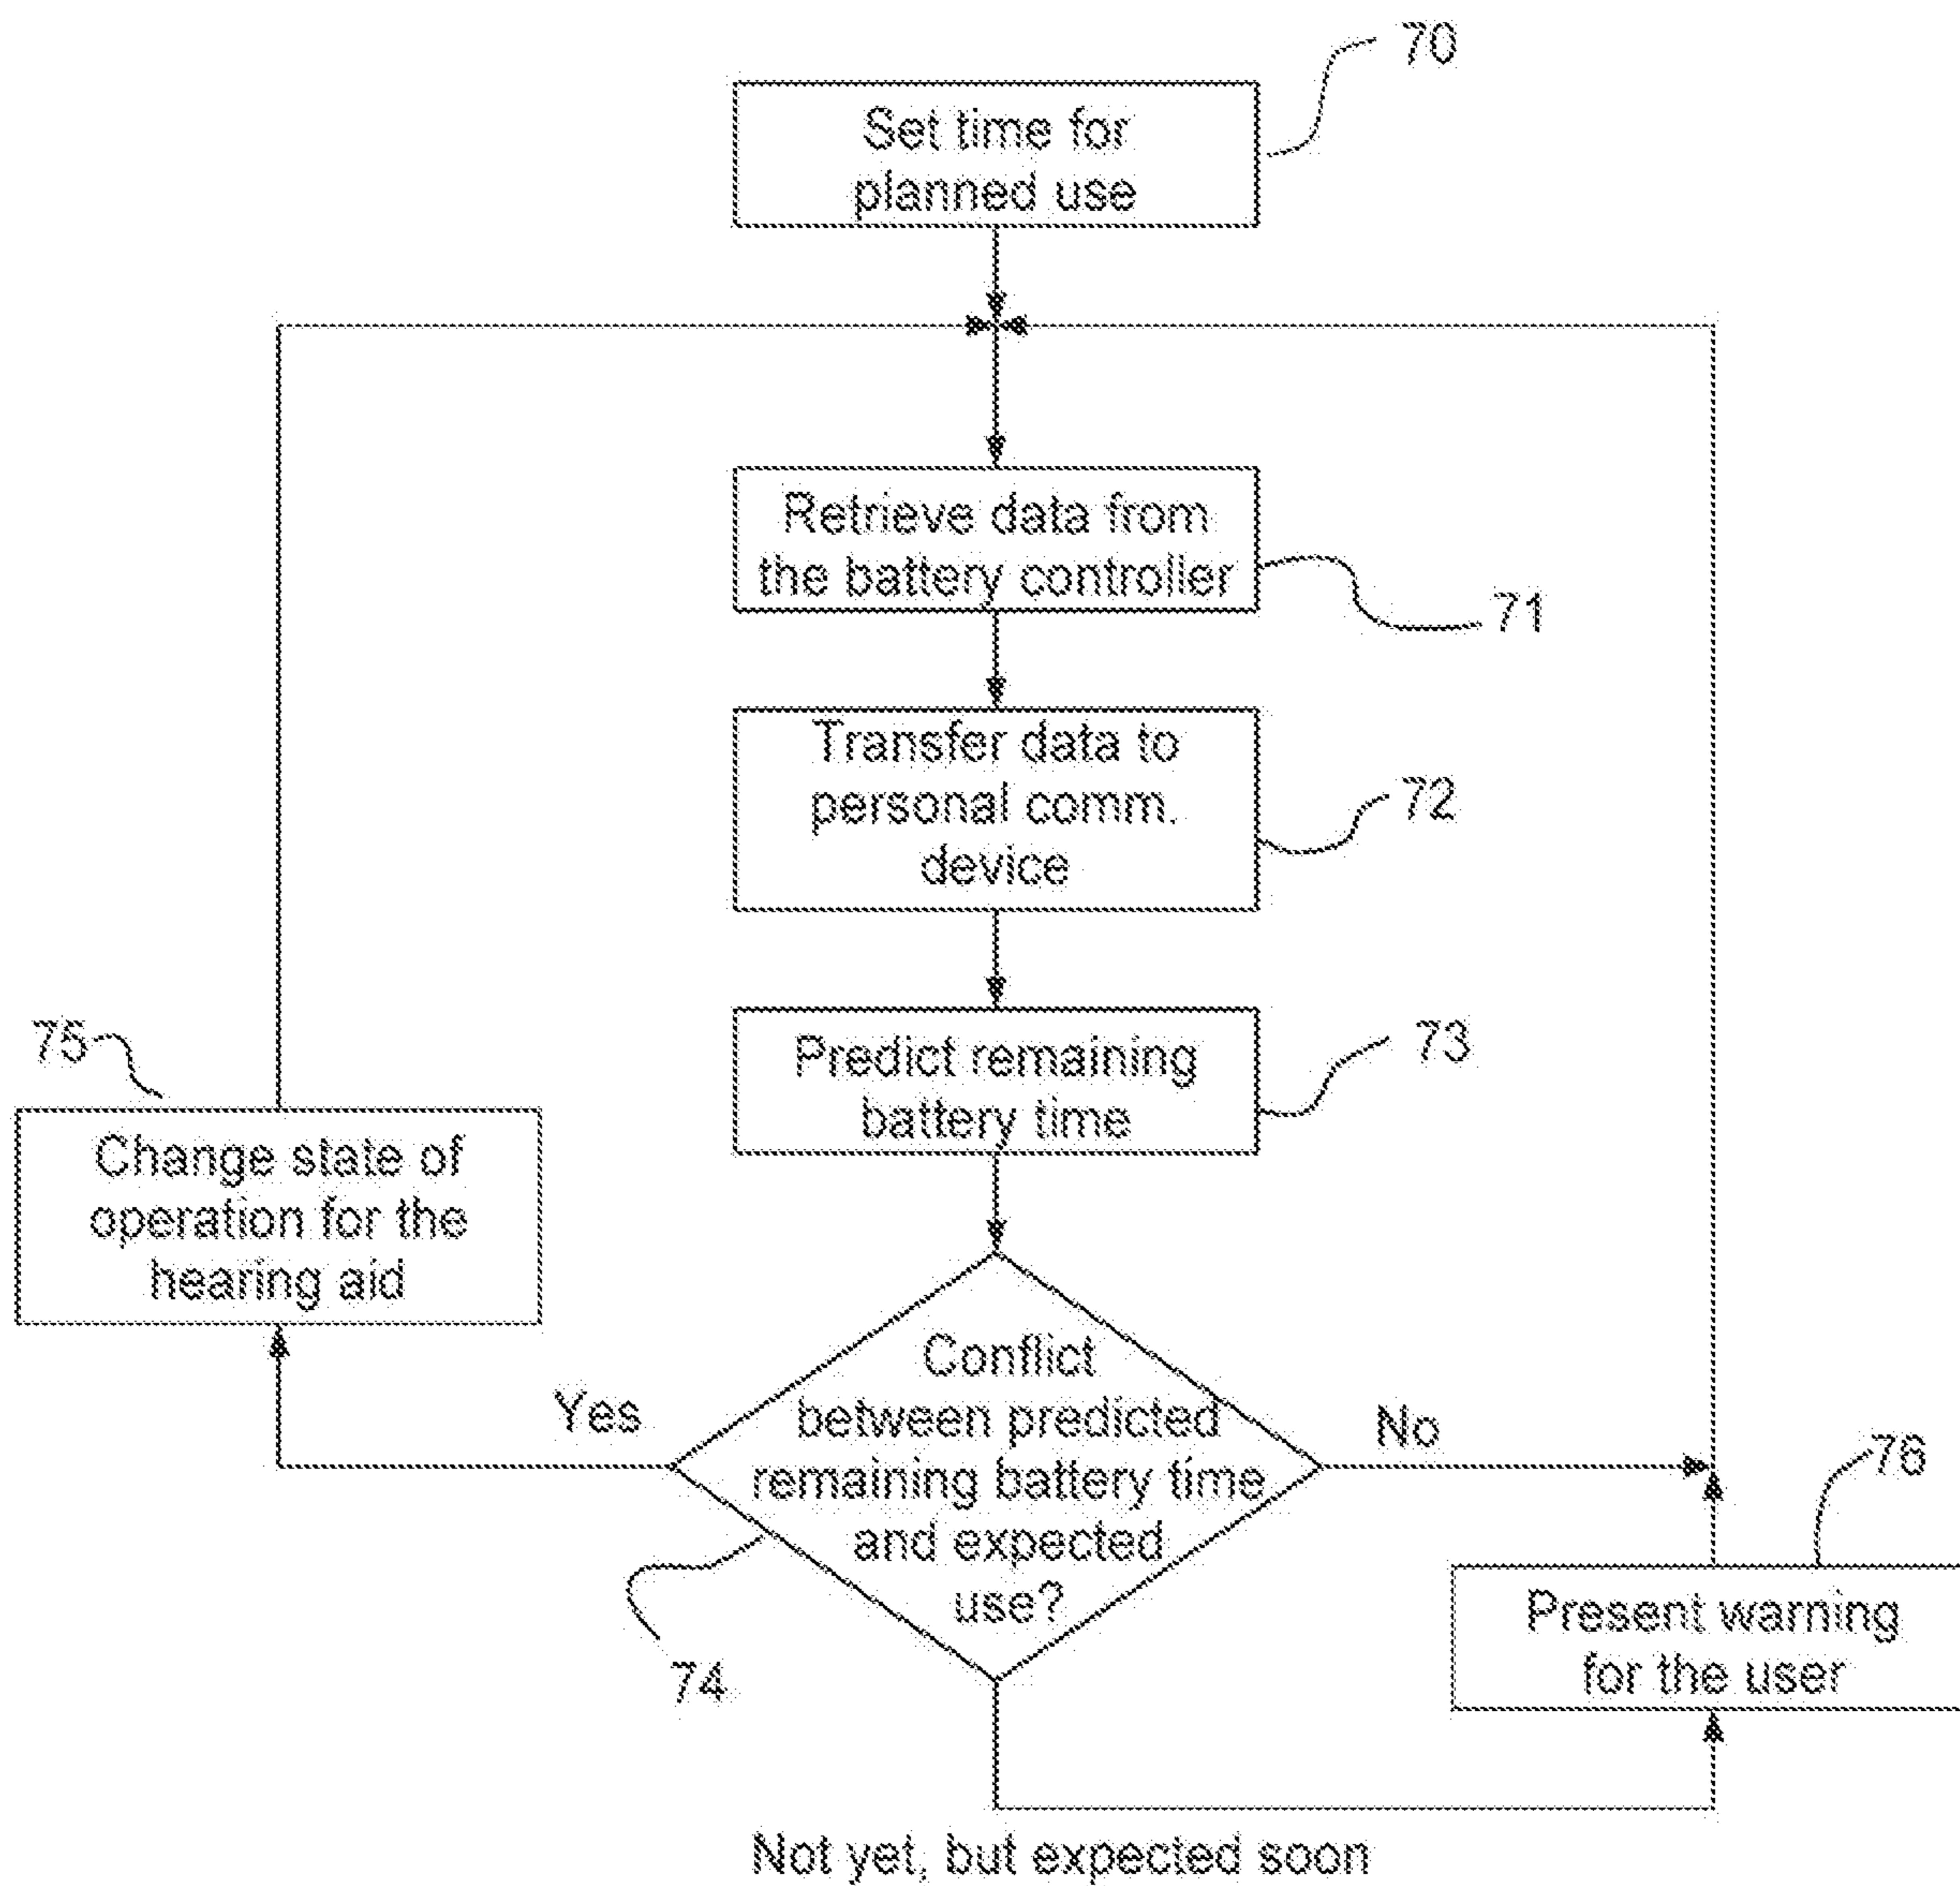 70
Set time for
planned use
Retrieve data from
the battery controller
71
Transfer data to
personal comm.
device
72
Predict remaining
battery time
73
75
Change state of
operation for the
hearing aid
Conflict
between predicted
remaining battery time
and expected
use?
Yes
No
74
76
Present warning
for the user
Not yet, but expected soon